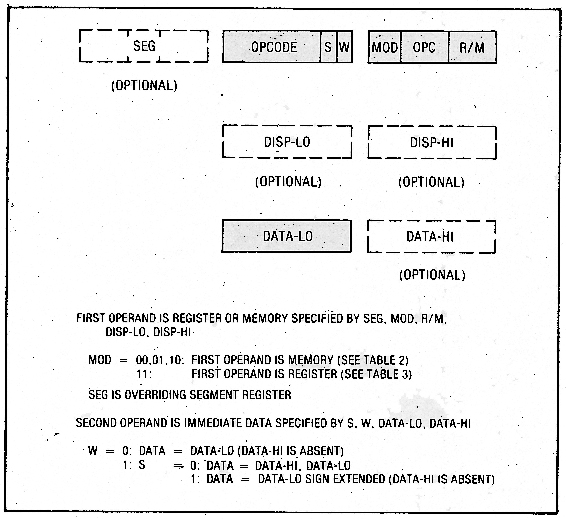 SEG OPCODE S W MOD OPC R/M
(OPTIONAL)
DISP-LO DISP-HI
(OPTIONAL) (OPTIONAL)
DATA-LO DATA-HI
(OPTIONAL)
FIRST OPERAND IS REGISTER OR MEMORY SPECIFIED BY SEG, MOD, R/M,
DISP-LO, DISP-HI
MOD = 00,01,10: FIRST OPERAND IS MEMORY (SEE TABLE 2)
11: FIRST OPERAND IS REGISTER (SEE TABLE 3)
SEG IS OVERRIDING SEGMENT REGISTER
SECOND OPERAND IS IMMEDIATE DATA SPECIFIED BY S, W, DATA-LO, DATA-HI
W = 0: DATA = DATA-LO (DATA-HI IS ABSENT)
1: S = 0: DATA = DATA-HI, DATA-LO
1: DATA = DATA-LO SIGN EXTENDED (DATA-HI IS ABSENT)